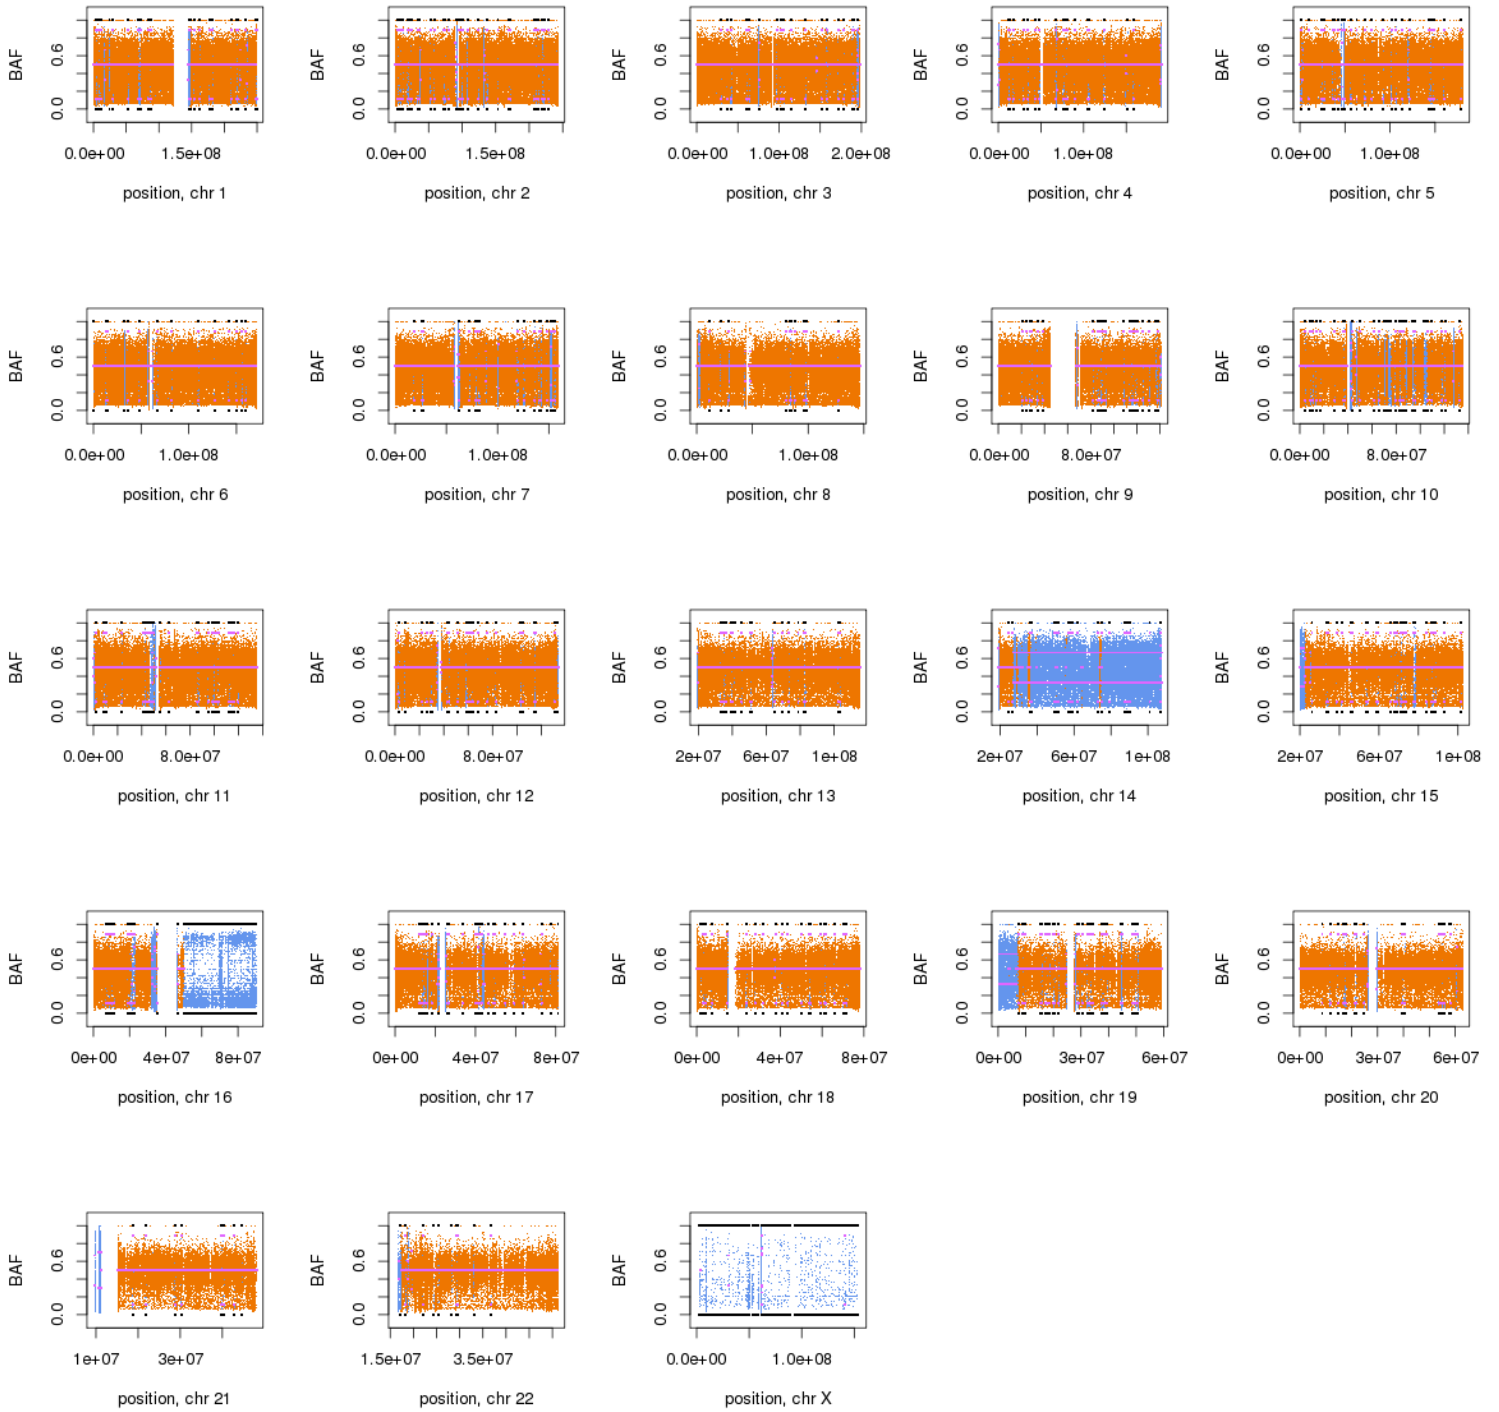 BAF 0.0 0.6 0.0e+00 1.5e+08 position, chr 1
BAF 0.0 0.6 0.0e+00 1.5e+08 position, chr 2
BAF 0.0 0.6 0.0e+00 1.0e+08 2.0e+08 position, chr 3
BAF 0.0 0.6 0.0e+00 1.0e+08 position, chr 4
BAF 0.0 0.6 0.0e+00 1.0e+08 position, chr 5
BAF 0.0 0.6 0.0e+00 1.0e+08 position, chr 6
BAF 0.0 0.6 0.0e+00 1.0e+08 position, chr 7
BAF 0.0 0.6 0.0e+00 1.0e+08 position, chr 8
BAF 0.0 0.6 0.0e+00 8.0e+07 position, chr 9
BAF 0.0 0.6 0.0e+00 8.0e+07 position, chr 10
BAF 0.0 0.6 0.0e+00 8.0e+07 position, chr 11
BAF 0.0 0.6 0.0e+00 8.0e+07 position, chr 12
BAF 0.0 0.6 2e+07 6e+07 1e+08 position, chr 13
BAF 0.0 0.6 2e+07 6e+07 1e+08 position, chr 14
BAF 0.0 0.6 2e+07 6e+07 1e+08 position, chr 15
BAF 0.0 0.6 0e+00 4e+07 8e+07 position, chr 16
BAF 0.0 0.6 0e+00 4e+07 8e+07 position, chr 17
BAF 0.0 0.6 0e+00 4e+07 8e+07 position, chr 18
BAF 0.0 0.6 0e+00 3e+07 6e+07 position, chr 19
BAF 0.0 0.6 0e+00 3e+07 6e+07 position, chr 20
BAF 0.0 0.6 1e+07 3e+07 position, chr 21
BAF 0.0 0.6 1.5e+07 3.5e+07 position, chr 22
BAF 0.0 0.6 0.0e+00 1.0e+08 position, chr X